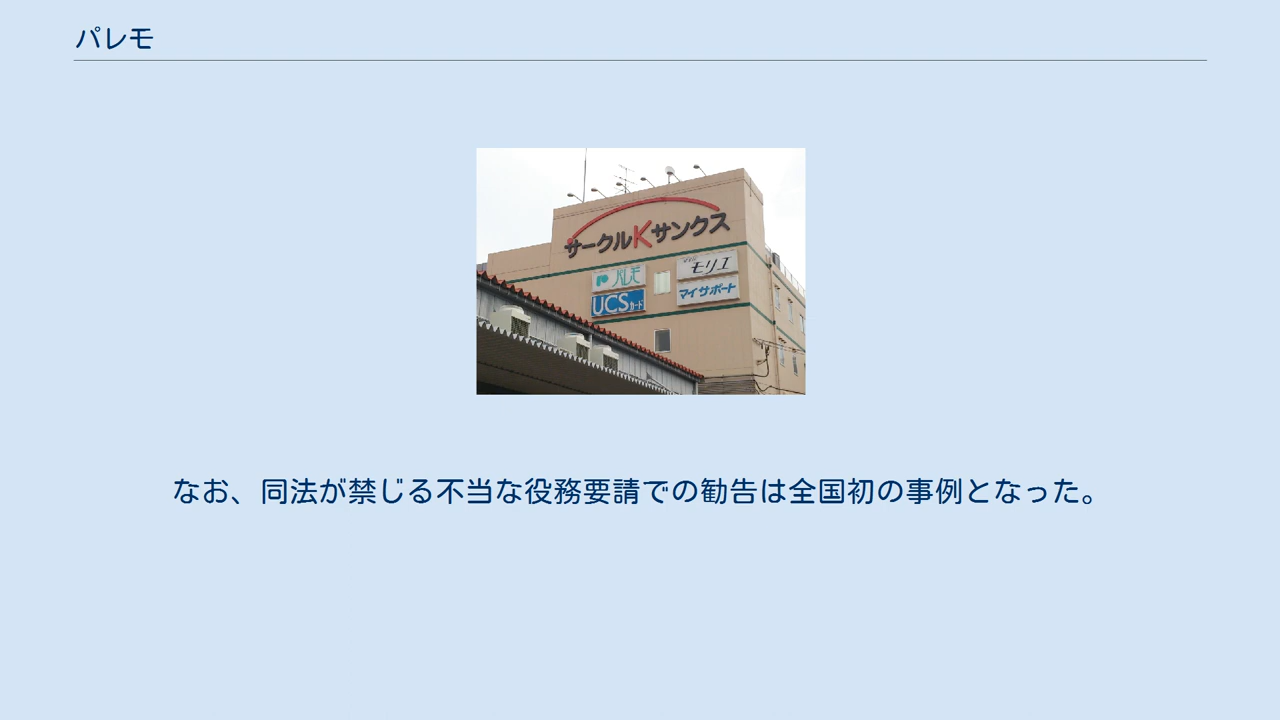 パレモ
サークルKサンクス
パレモ
モリエ
UCSカード
マイサポート
なお、同法が禁じる不当な役務要請での勧告は全国初の事例となった。